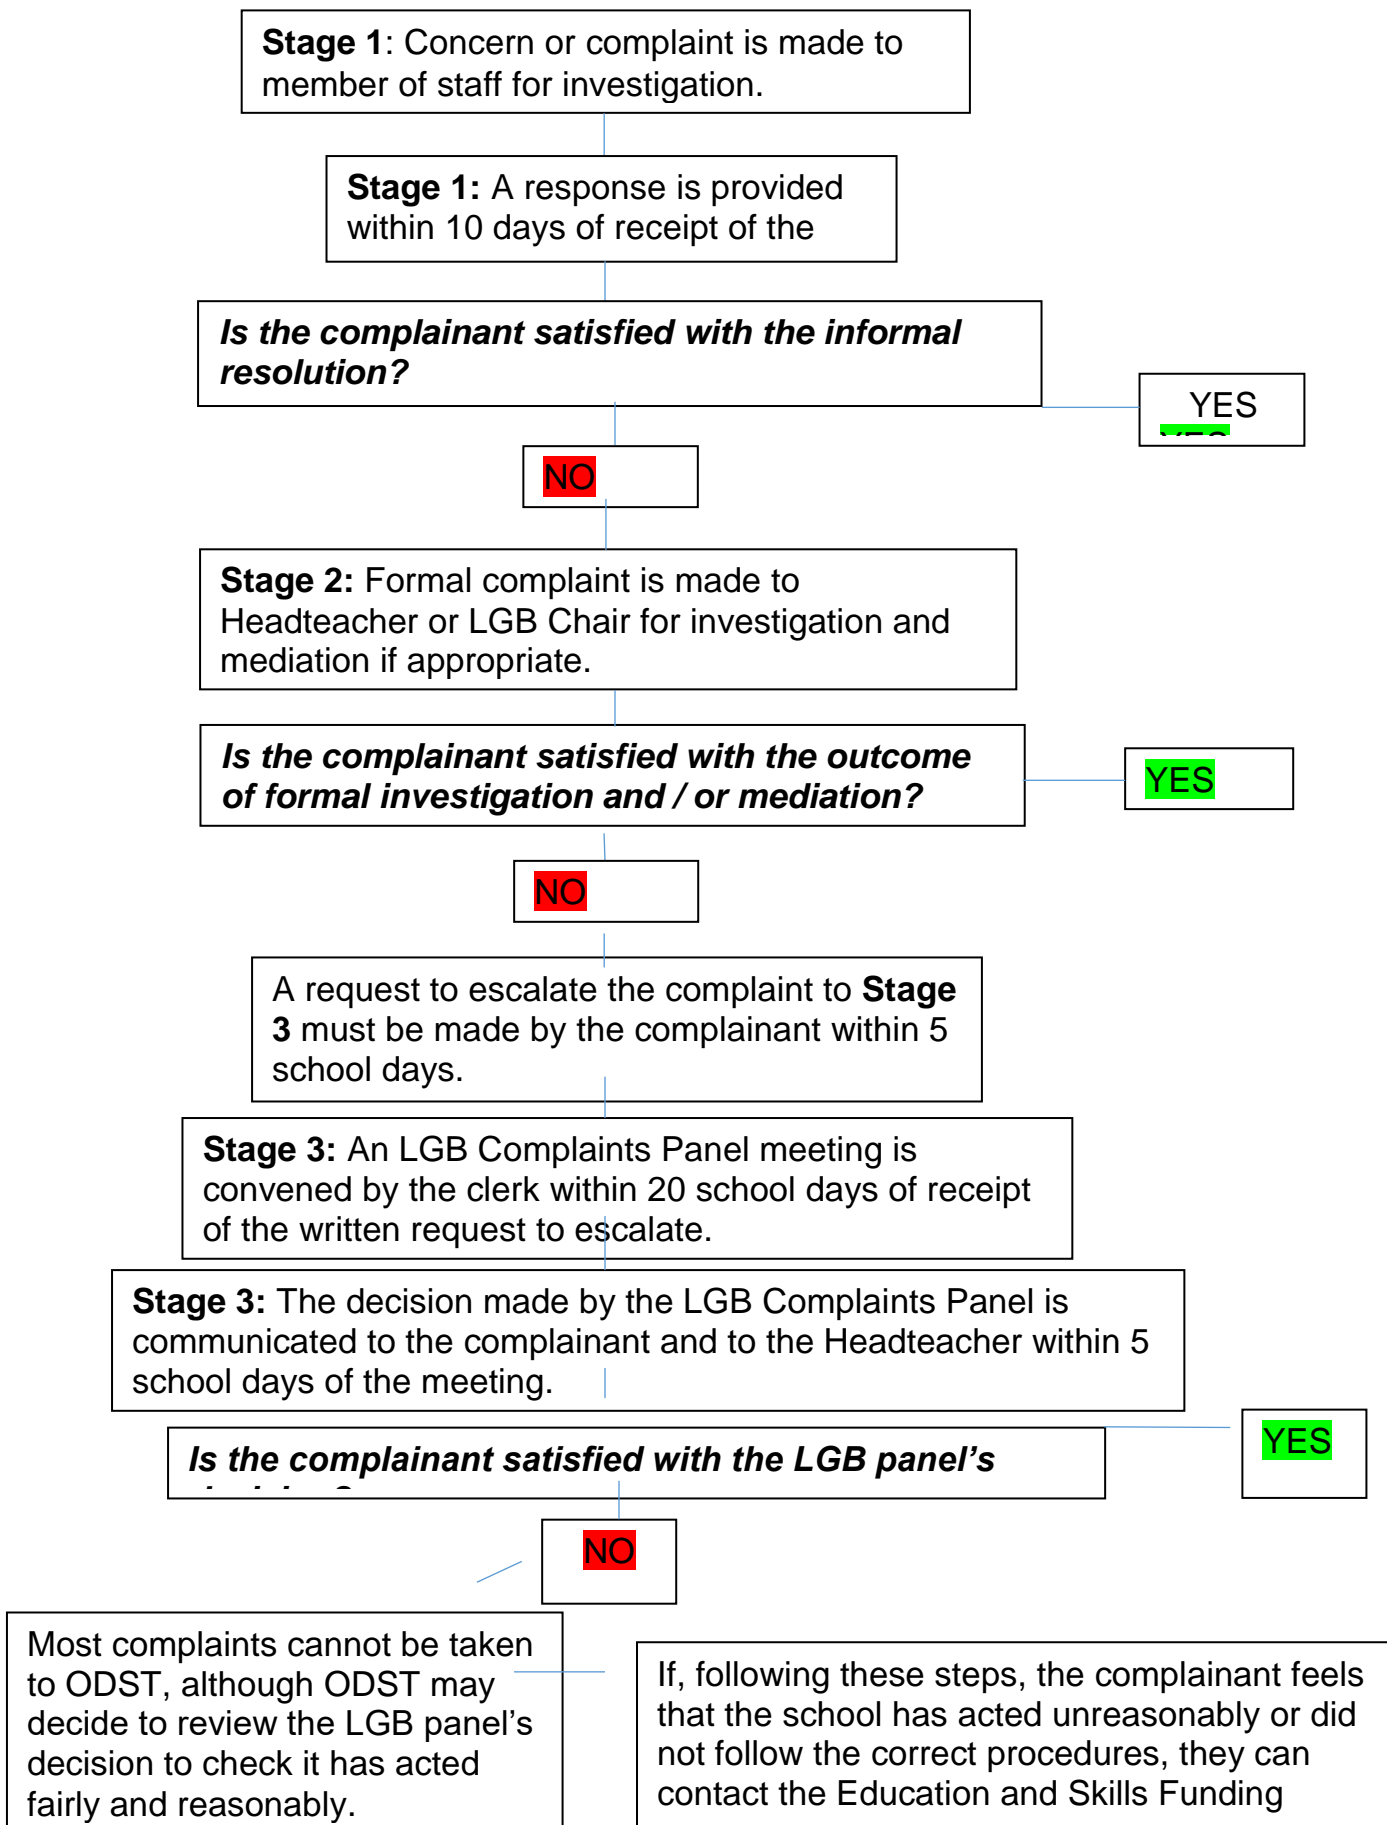 Stage 1: Concern or complaint is made to
member of staff for investigation.
Stage 1: A response is provided
within 10 days of receipt of the
Is the complainant satisfied with the informal
resolution?
YES
NO
Stage 2: Formal complaint is made to
Headteacher or LGB Chair for investigation and
mediation if appropriate.
Is the complainant satisfied with the outcome
of formal investigation and / or mediation?
YES
NO
A request to escalate the complaint to Stage
3 must be made by the complainant within 5
school days.
Stage 3: An LGB Complaints Panel meeting is
convened by the clerk within 20 school days of receipt
of the written request to escalate.
Stage 3: The decision made by the LGB Complaints Panel is
communicated to the complainant and to the Headteacher within 5
school days of the meeting.
Is the complainant satisfied with the LGB panel's
YES
NO
Most complaints cannot be taken
to ODST, although ODST may
decide to review the LGB panel's
decision to check it has acted
fairly and reasonably.
If, following these steps, the complainant feels
that the school has acted unreasonably or did
not follow the correct procedures, they can
contact the Education and Skills Funding